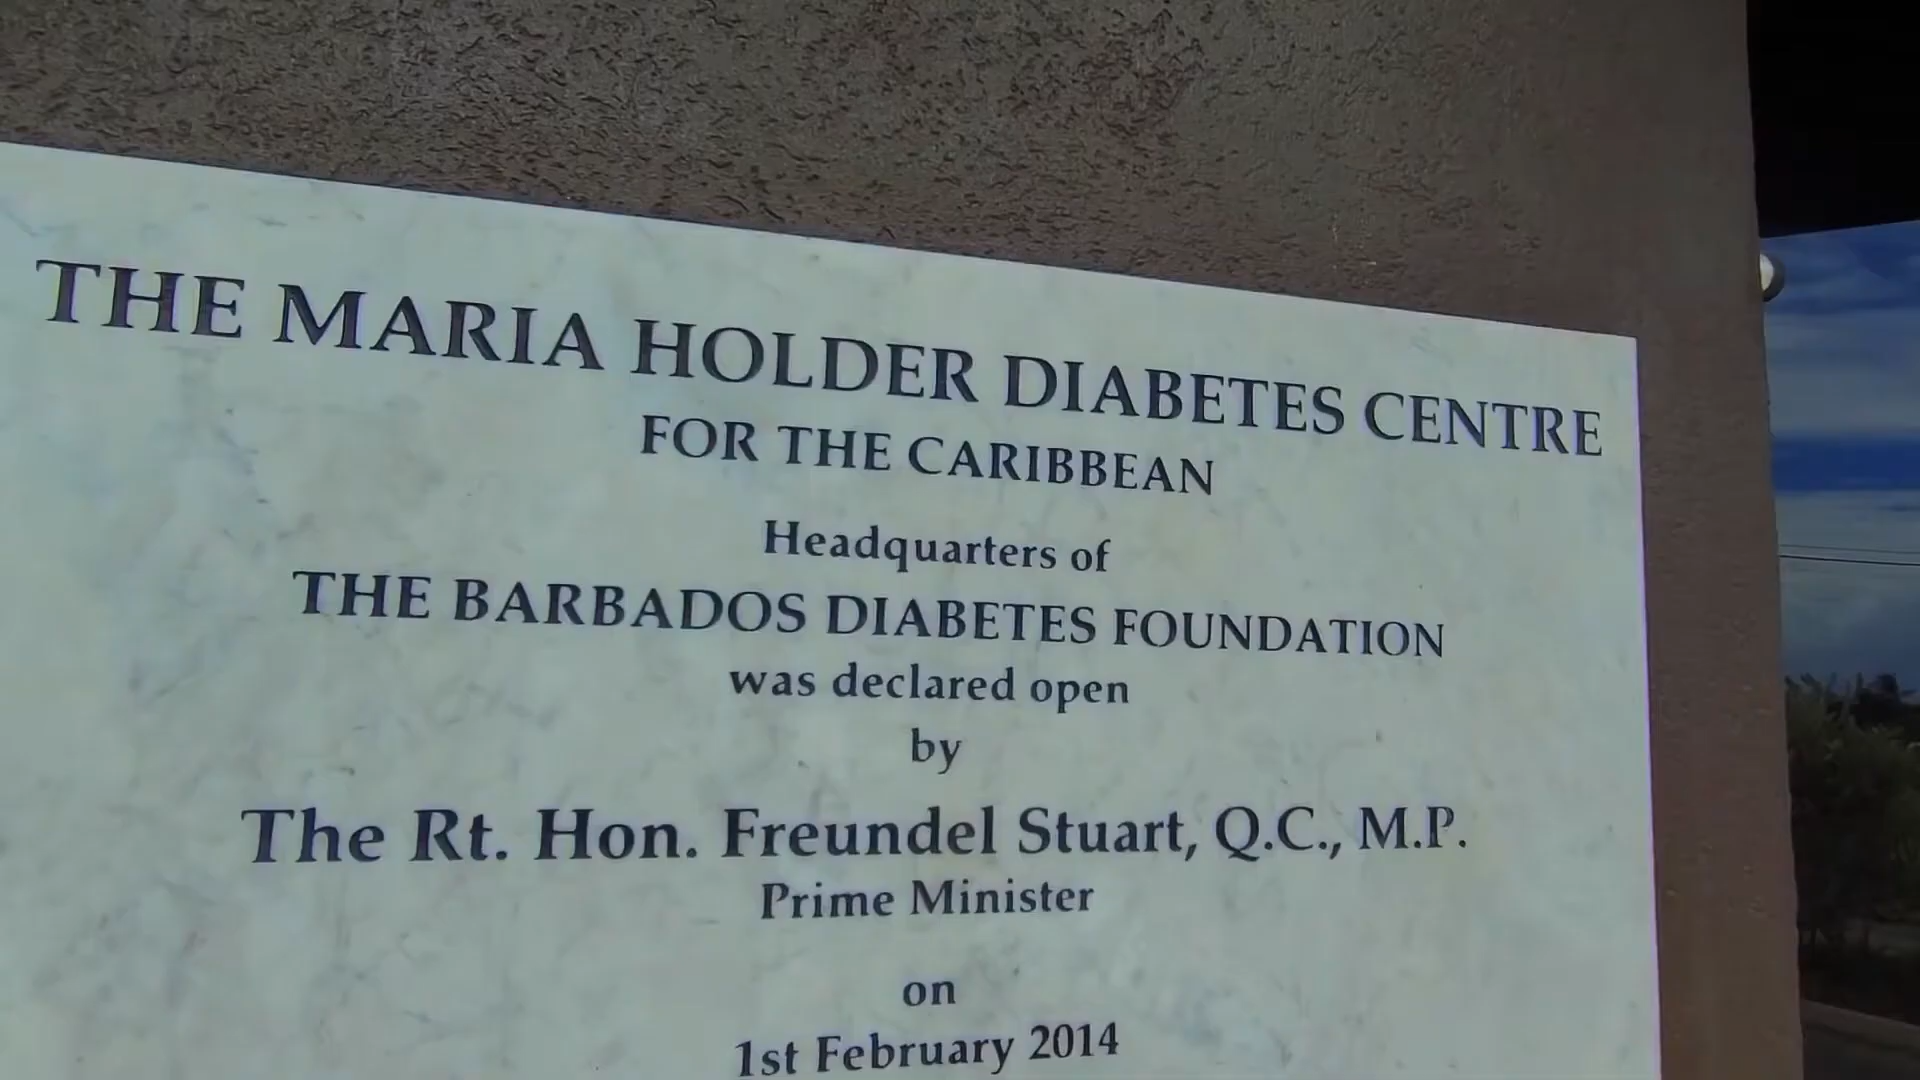 THE MARIA HOLDER DIABETES CENTRE
FOR THE CARIBBEAN
Headquarters of
THE BARBADOS DIABETES FOUNDATION
was declared open
by
The Rt. Hon. Freundel Stuart, Q.C., M.P.
Prime Minister
on
1st February 2014